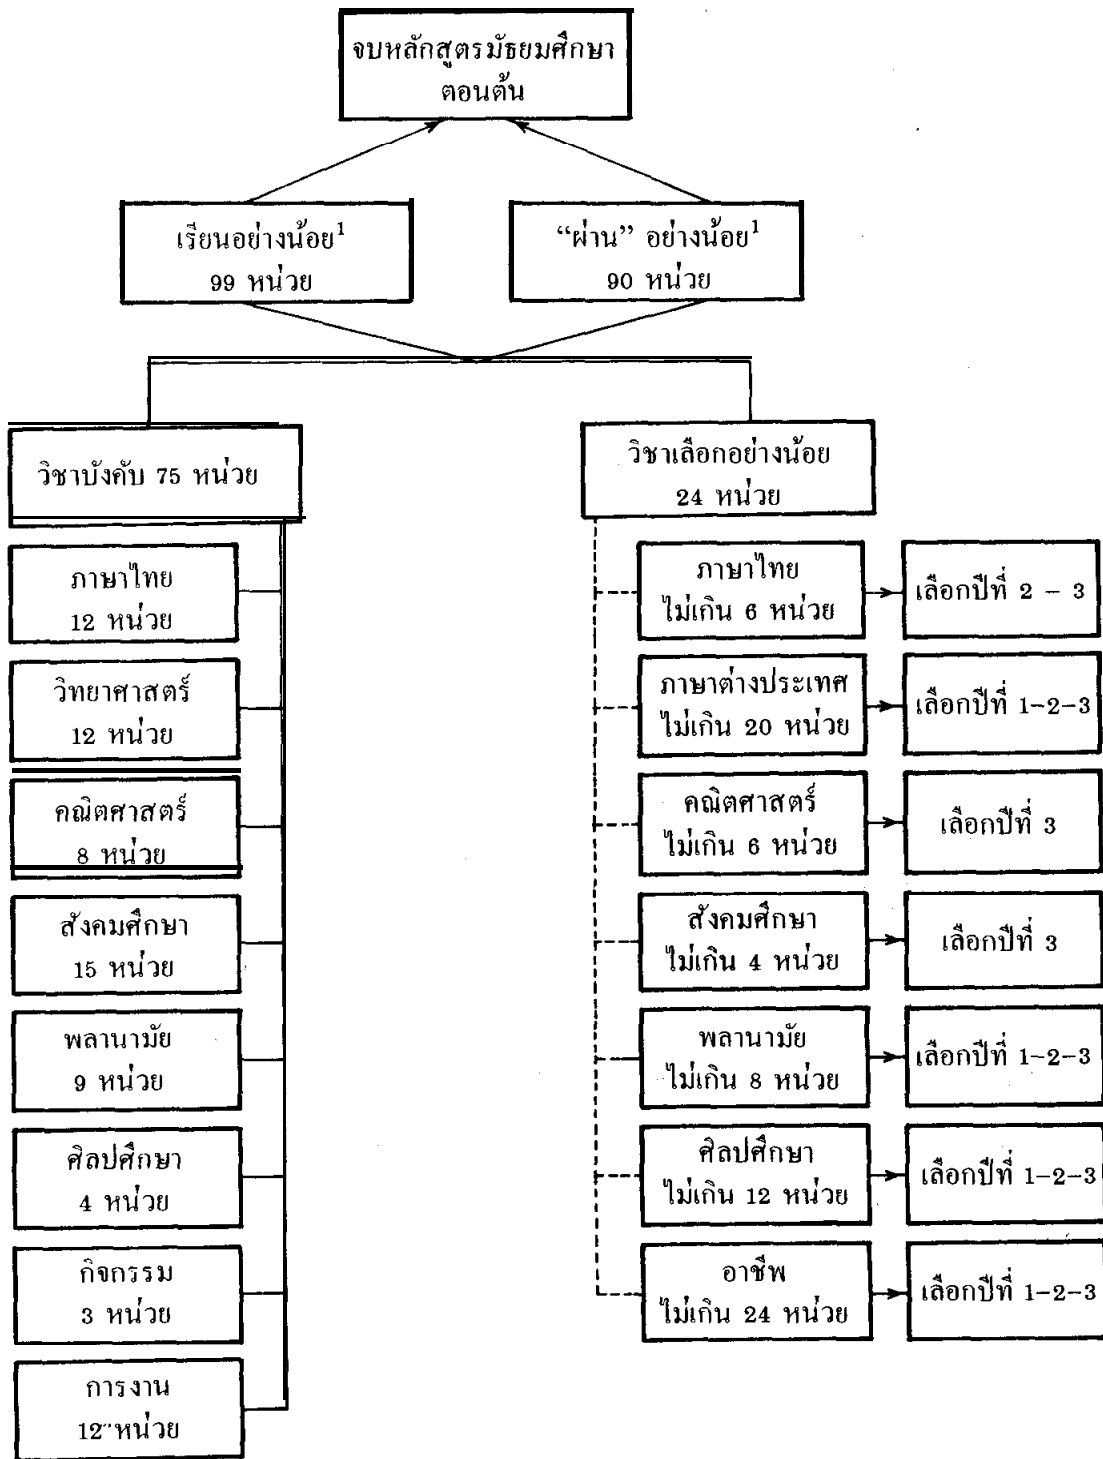 จบหลักสูตรมัธยมศึกษา
ตอนต้น
เรียนอย่างน้อย¹
99 หน่วย
“ผ่าน” อย่างน้อย¹
90 หน่วย
วิชาบังคับ 75 หน่วย
ภาษาไทย
12 หน่วย
วิทยาศาสตร์
12 หน่วย
คณิตศาสตร์
8 หน่วย
สังคมศึกษา
15 หน่วย
พลานามัย
9 หน่วย
ศิลปศึกษา
4 หน่วย
กิจกรรม
3 หน่วย
การงาน
12 หน่วย
วิชาเลือกอย่างน้อย
24 หน่วย
ภาษาไทย
ไม่เกิน 6 หน่วย
เลือกปีที่ 2 – 3
ภาษาต่างประเทศ
ไม่เกิน 20 หน่วย
เลือกปีที่ 1-2-3
คณิตศาสตร์
ไม่เกิน 6 หน่วย
เลือกปีที่ 3
สังคมศึกษา
ไม่เกิน 4 หน่วย
เลือกปีที่ 3
พลานามัย
ไม่เกิน 8 หน่วย
เลือกปีที่ 1-2-3
ศิลปศึกษา
ไม่เกิน 12 หน่วย
เลือกปีที่ 1-2-3
อาชีพ
ไม่เกิน 24 หน่วย
เลือกปีที่ 1-2-3